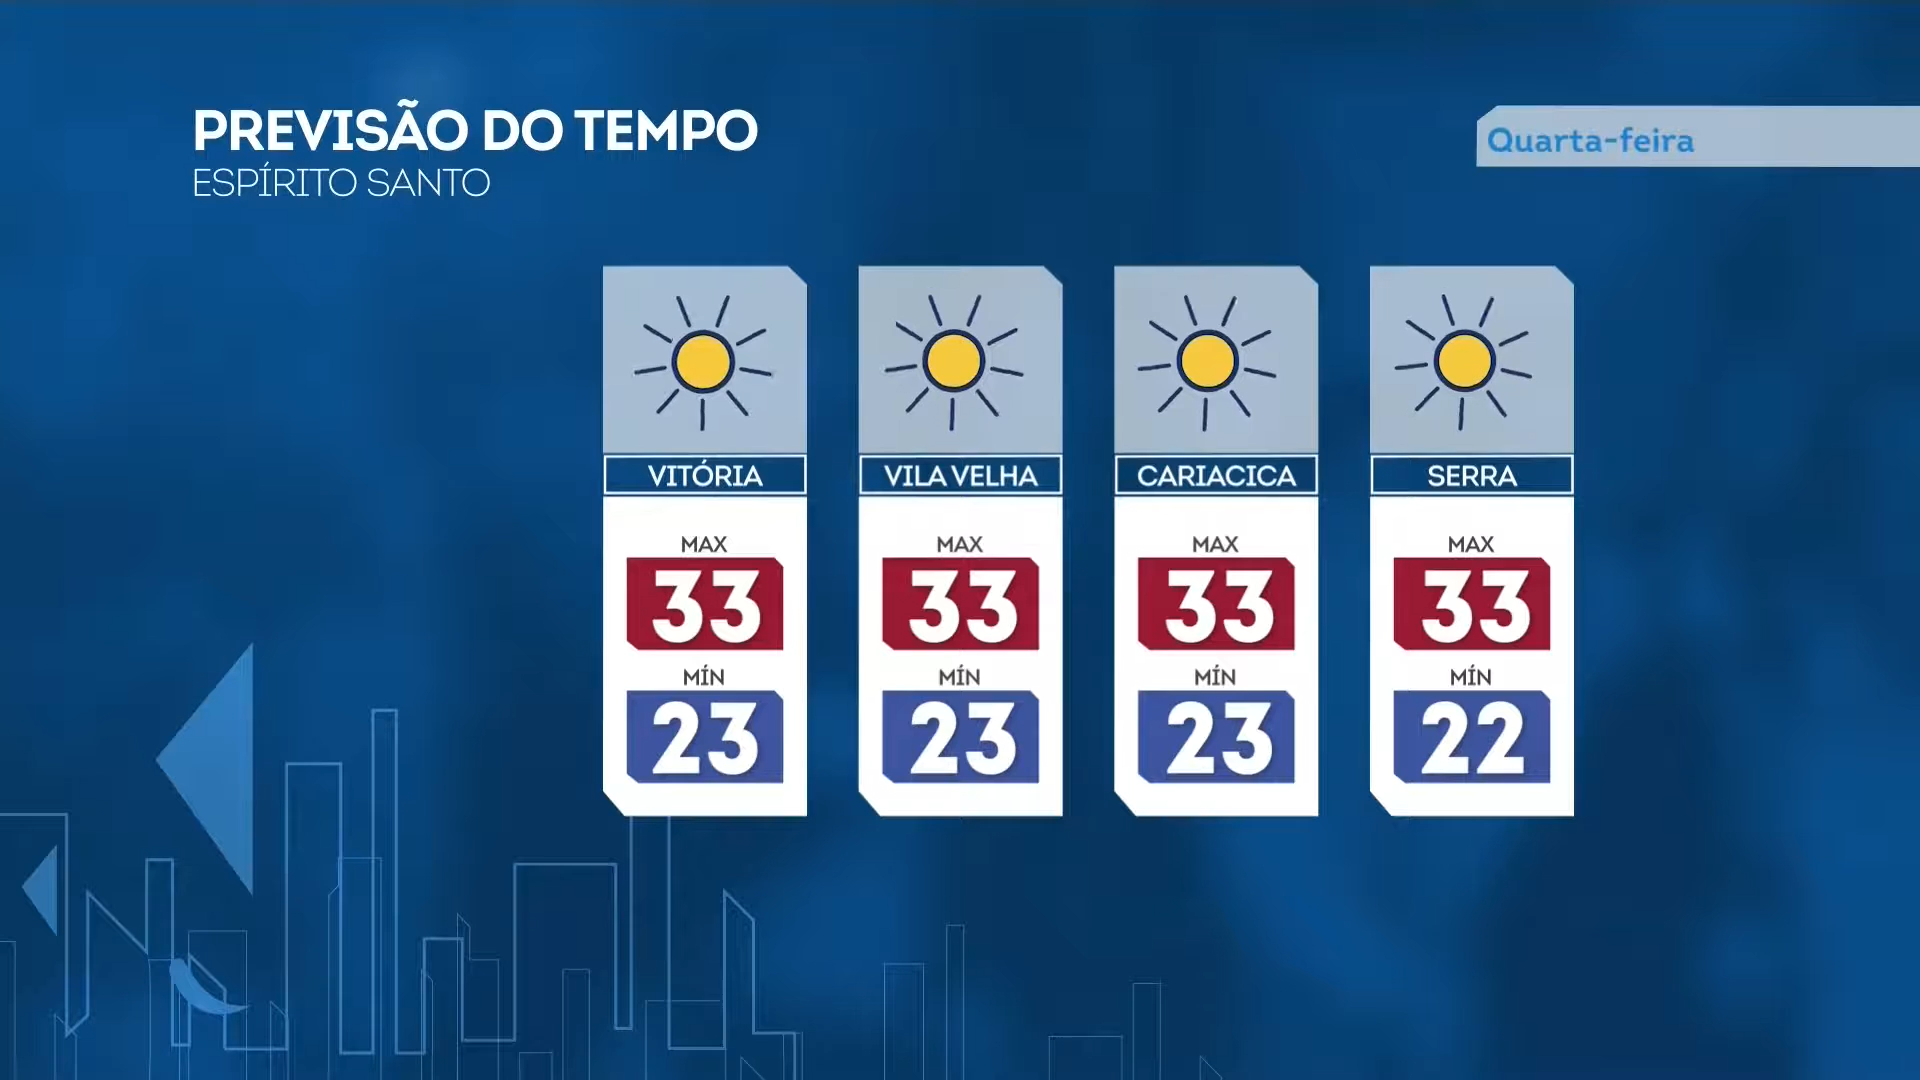 PREVISÃO DO TEMPO
ESPÍRITO SANTO
Quarta-feira
VITÓRIA
MAX
33
MÍN
23
VILA VELHA
MAX
33
MÍN
23
CARIACICA
MAX
33
MÍN
23
SERRA
MAX
33
MÍN
22